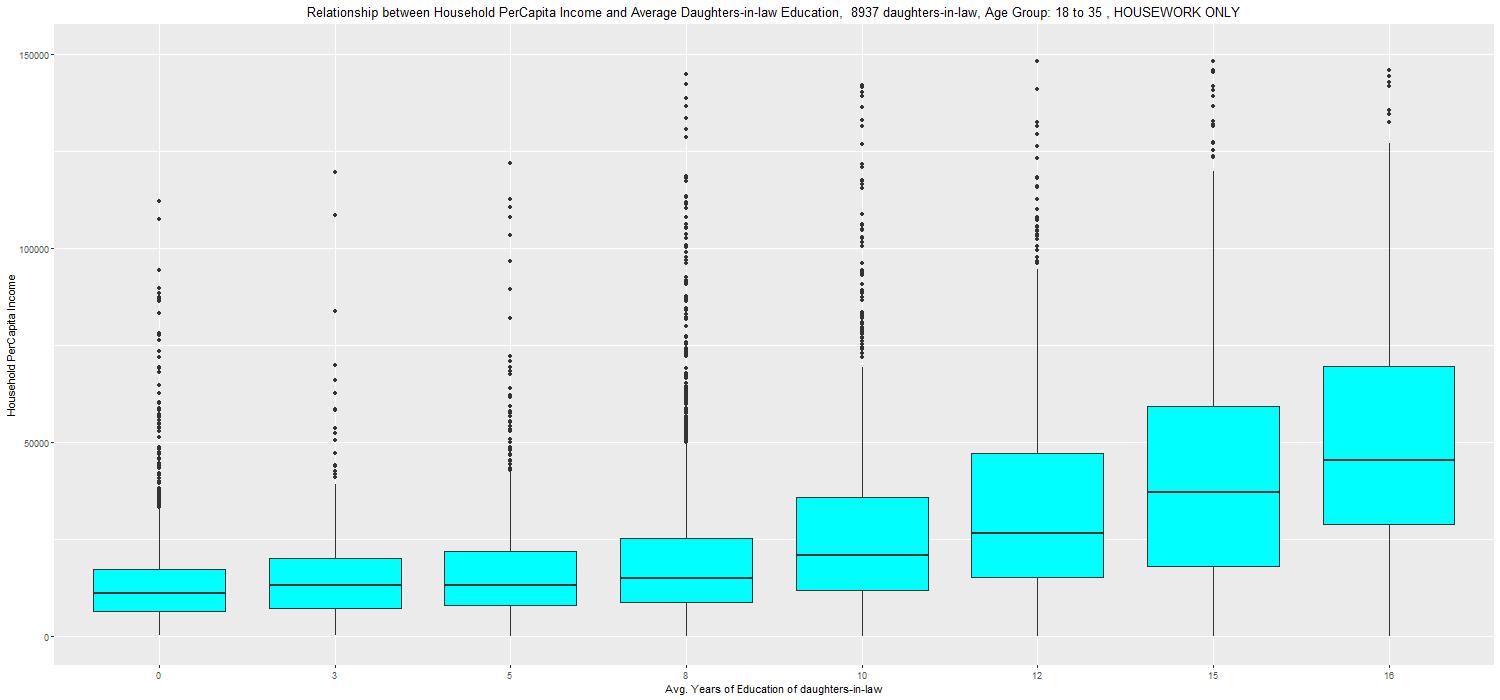 Relationship between Household PerCapita Income and Average Daughters-in-law Education,  8937 daughters-in-law, Age Group: 18 to 35 , HOUSEWORK ONLY
150000
100000
50000
0
Household PerCapita Income
0 3 5 8 10 12 15 16
Avg. Years of Education of daughters-in-law